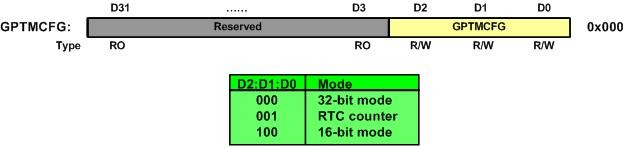 D31 ...... D3 D2 D1 D0
GPTMCFG: Reserved GPTMCFG 0x000
Type RO RO R/W R/W R/W
D2:D1:D0 Mode
000 32-bit mode
001 RTC counter
100 16-bit mode